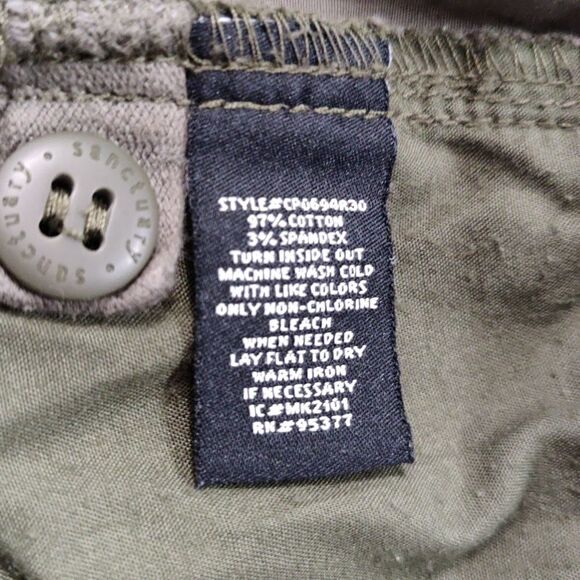 sanctuary • sanctuary •
STYLE#CP0694R30
97% COTTON
3% SPANDEX
TURN INSIDE OUT
MACHINE WASH COLD
WITH LIKE COLORS
ONLY NON-CHLORINE
BLEACH
WHEN NEEDED
LAY FLAT TO DRY
WARM IRON
IF NECESSARY
IC#MK2101
RN#95377